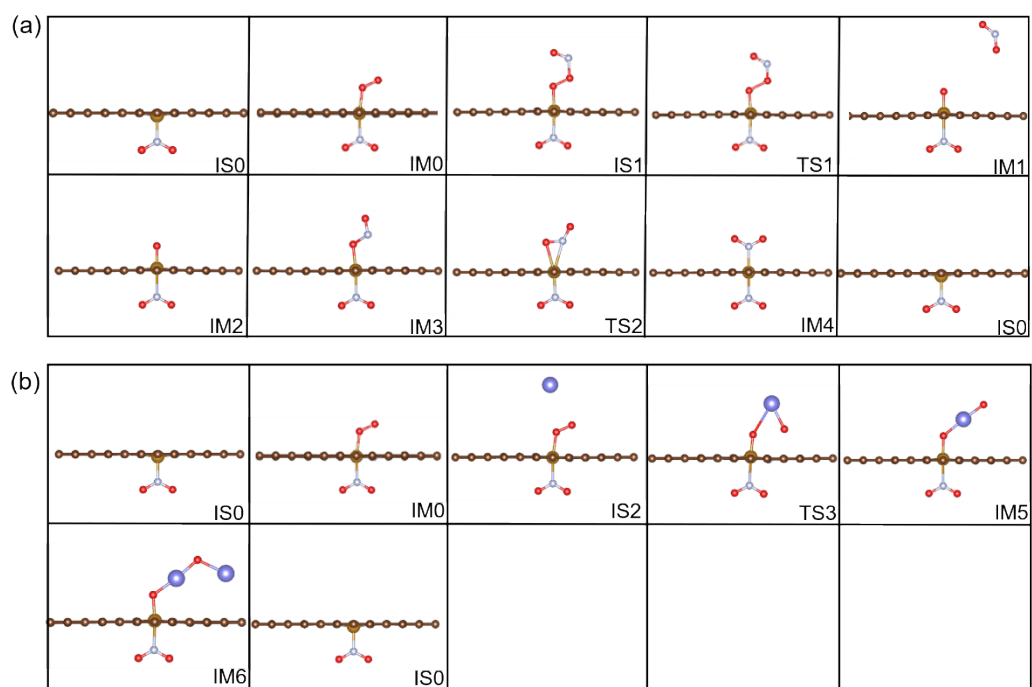 (a)
IS0
IM0
IS1
TS1
IM1
IM2
IM3
TS2
IM4
IS0
(b)
IS0
IM0
IS2
TS3
IM5
IM6
IS0